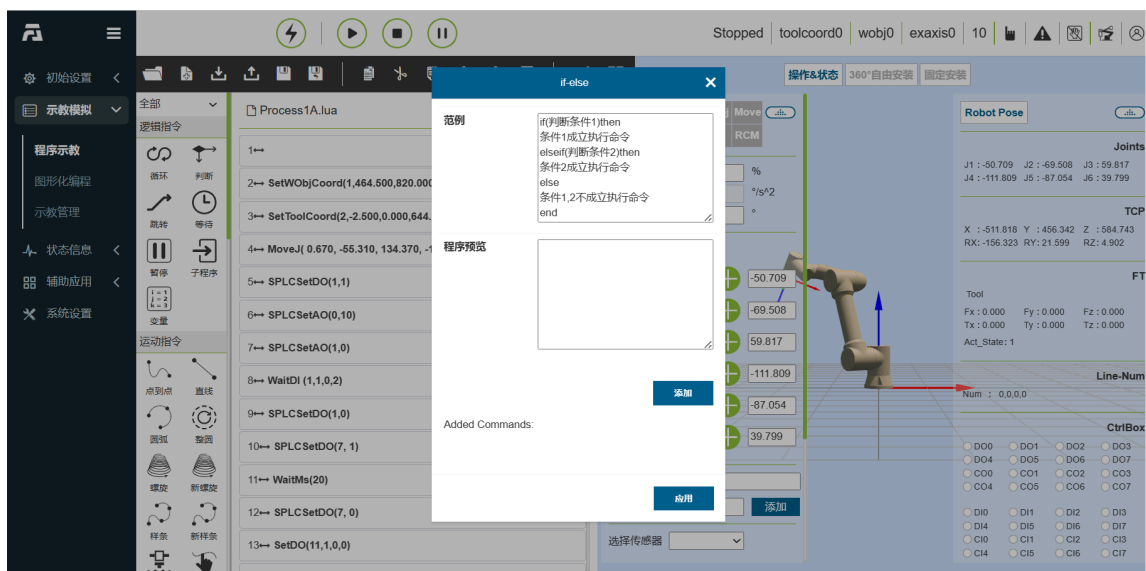 Stopped toolcoord0 wobj0 exaxis0 10
初始设置
示教模拟
程序示教
图形化编程
示教管理
状态信息
辅助应用
系统设置
全部
逻辑指令
循环 判断
跳转 等待
暂停 子程序
变量
运动指令
点到点 直线
圆弧 整圆
螺旋 新螺旋
样条 新样条
Process1A.lua
1
2 SetWObjCoord(1,464.500,820.000
3 SetToolCoord(2,-2.500,0.000,644.
4 MoveJ( 0.670, -55.310, 134.370, -1
5 SPLCSetDO(1,1)
6 SPLCSetAO(0,10)
7 SPLCSetAO(1,0)
8 WaitDI (1,1,0,2)
9 SPLCSetDO(1,0)
10 SPLCSetDO(7, 1)
11 WaitMs(20)
12 SPLCSetDO(7, 0)
13 SetDO(11,1,0,0)
if-else
范例
if(判断条件1)then
条件1成立执行命令
elseif(判断条件2)then
条件2成立执行命令
else
条件1,2不成立执行命令
end
程序预览
添加
Added Commands:
应用
Move
RCM
%
°/s^2
°
-50.709
-69.508
59.817
-111.809
-87.054
39.799
添加
选择传感器
操作&状态 360°自由安装 固定安装
Robot Pose
Joints
J1 : -50.709 J2 : -69.508 J3 : 59.817
J4 : -111.809 J5 : -87.054 J6 : 39.799
TCP
X : -511.818 Y : 456.342 Z : 584.743
RX: -156.323 RY: 21.599 RZ: 4.902
FT
Tool
Fx : 0.000 Fy : 0.000 Fz : 0.000
Tx : 0.000 Ty : 0.000 Tz : 0.000
Act_State: 1
Line-Num
Num : 0,0,0,0
CtrlBox
DO0 DO1 DO2 DO3
DO4 DO5 DO6 DO7
CO0 CO1 CO2 CO3
CO4 CO5 CO6 CO7
DI0 DI1 DI2 DI3
DI4 DI5 DI6 DI7
CI0 CI1 CI2 CI3
CI4 CI5 CI6 CI7